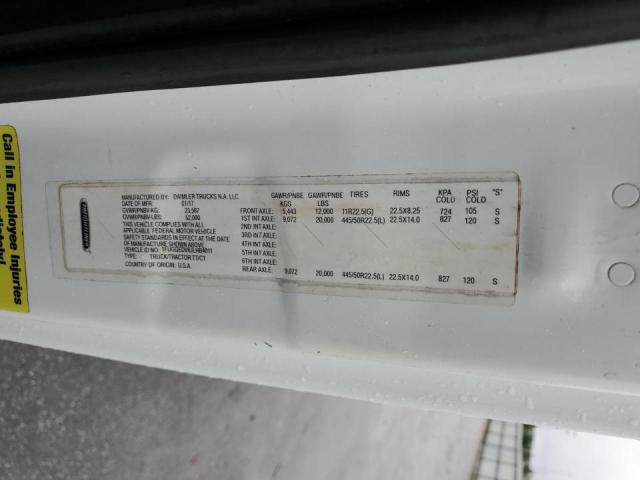 Call in Employee Injuries
FREIGHTLINER
MANUFACTURED BY: DAIMLER TRUCKS N.A. LLC
DATE OF MFR: 01/17
GVWR/PNBV-KG: 23,587
GVWR/PNBV-LBS: 52,000
THIS VEHICLE COMPLIES WITH ALL
APPLICABLE FEDERAL MOTOR VEHICLE
SAFETY STANDARDS IN EFFECT AT DATE
OF MANUFACTURE SHOWN ABOVE.
VEHICLE ID NO:
TYPE: TRUCK/TRACTOR TT/CT
COUNTRY OF ORIGIN: U.S.A.
GAWR/PNBE GAWR/PNBE TIRES RIMS KPA PSI "S"
KGS LBS COLD COLD
FRONT AXLE: 5,443 12,000 11R22.5(G) 22.5X8.25 724 105 S
1ST INT AXLE: 9,072 20,000 445/50R22.5(L) 22.5X14.0 827 120 S
2ND INT AXLE:
3RD INT AXLE:
4TH INT AXLE:
5TH INT AXLE:
6TH INT AXLE:
REAR AXLE: 9,072 20,000 445/50R22.5(L) 22.5X14.0 827 120 S